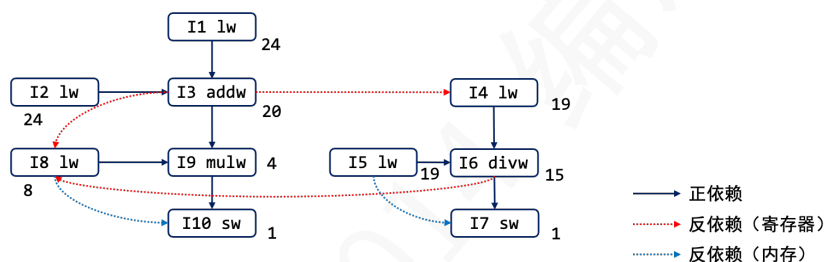 I1 lw
24
I2 lw
I3 addw
I4 lw
24
20
19
I8 lw
I9 mulw
4
I5 lw
I6 divw
8
19
15
I10 sw
1
I7 sw
1
正依赖
反依赖（寄存器）
反依赖（内存）